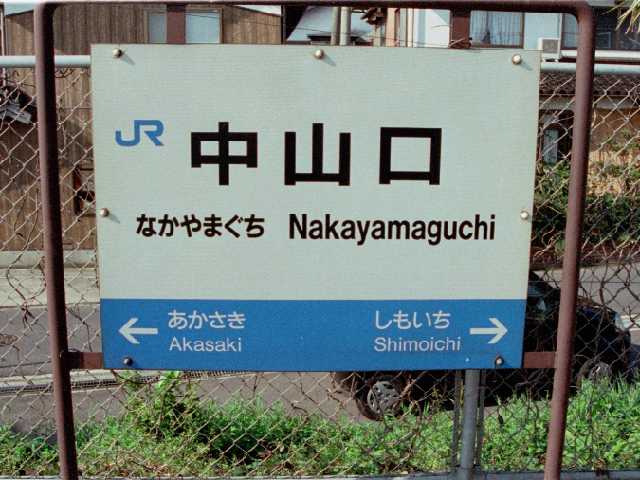 JR 中山口
なかやまぐち Nakayamaguchi
← あかさき しもいち →
Akasaki Shimoichi